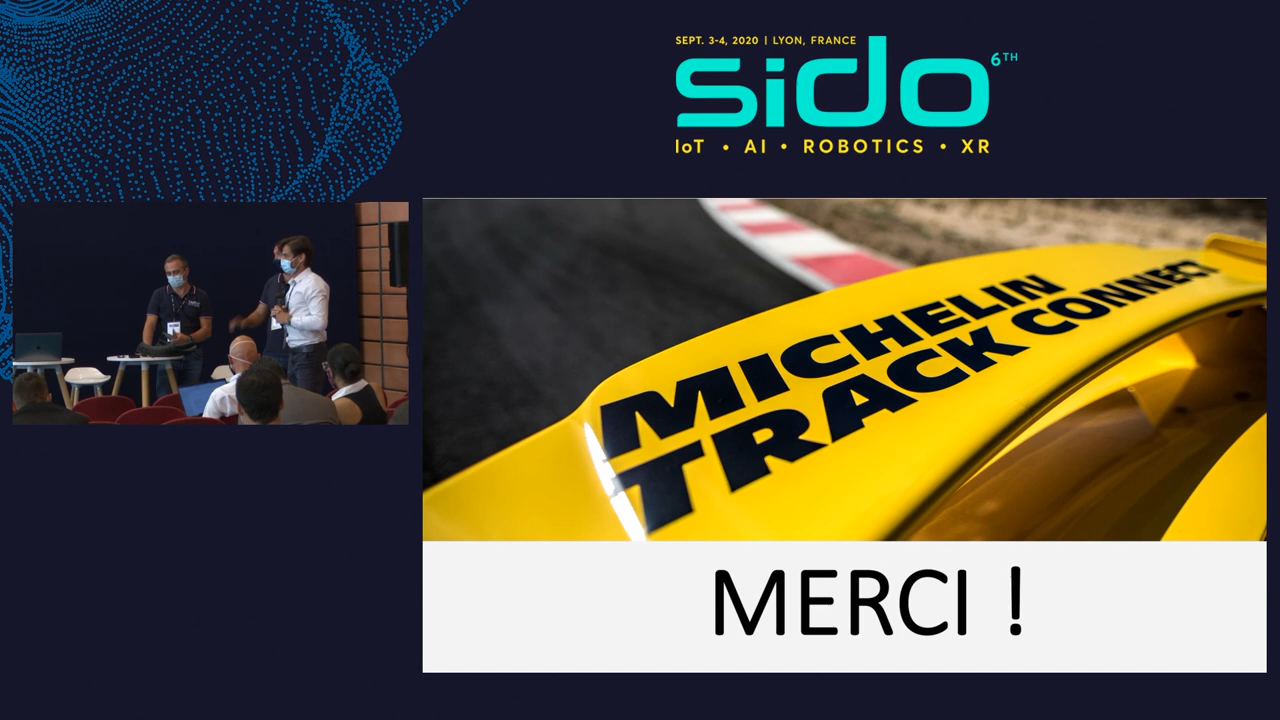 SEPT. 3-4, 2020 | LYON, FRANCE
sido 6TH
IoT • AI • ROBOTICS • XR
MICHELIN
TRACK CONNECT
MERCI !